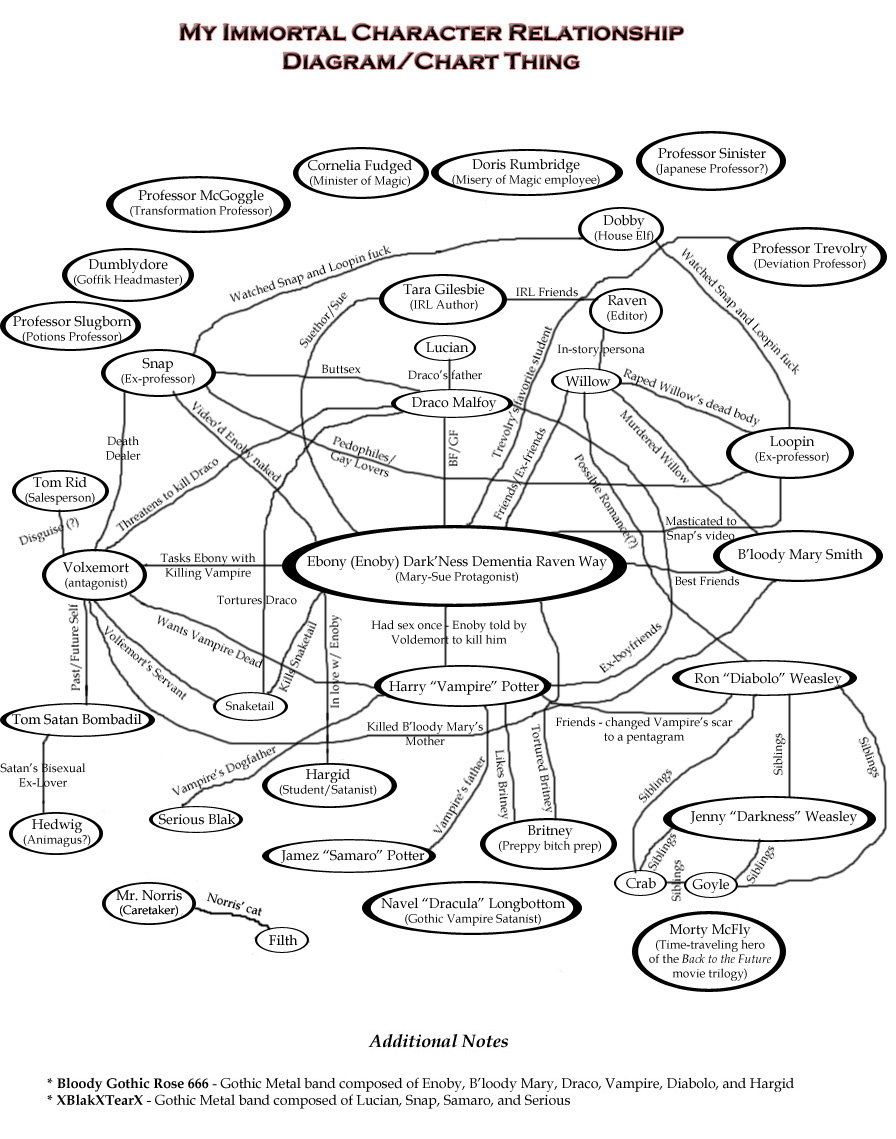 My Immortal Character Relationship
Diagram/Chart Thing
Professor Sinister
(Japanese Professor?)
Cornelia Fudged
(Minister of Magic)
Doris Rumbridge
(Misery of Magic employee)
Professor McGoggle
(Transformation Professor)
Dobby
(House Elf)
Professor Trevolry
(Deviation Professor)
Dumblydore
(Goffik Headmaster)
Watched Snap and Loopin fuck
Watched Snap and Loopin fuck
Tara Gilesbie
(IRL Author)
IRL Friends
Raven
(Editor)
Suethor/Sue
Professor Slugborn
(Potions Professor)
Lucian
In-story persona
Snap
(Ex-professor)
Buttsex
Draco's father
Trevolry's favorite student
Willow
Raped Willow's dead body
Draco Malfoy
Video'd Enoby naked
Murdered Willow
Death
Dealer
Pedophiles/
Gay Lovers
BF/GF
Loopin
(Ex-professor)
Threatens to kill Draco
Friends/Ex-friends
Possible Romance(?)
Tom Rid
(Salesperson)
Disguise (?)
Masticated to
Snap's video
Volxemort
(antagonist)
Tasks Ebony with
Killing Vampire
Ebony (Enoby) Dark'Ness Dementia Raven Way
(Mary-Sue Protagonist)
B'loody Mary Smith
Best Friends
Tortures Draco
Past/Future Self
Wants Vampire Dead
Volfemort's Servant
Kills Snaketail
In love w/ Enoby
Had sex once - Enoby told by
Voldemort to kill him
Ex-boyfriends
Harry "Vampire" Potter
Ron "Diabolo" Weasley
Snaketail
Tom Satan Bombadil
Killed B'loody Mary's
Mother
Friends - changed Vampire's scar
to a pentagram
Siblings
Siblings
Siblings
Satan's Bisexual
Ex-Lover
Vampire's Dogfather
Hargid
(Student/Satanist)
Vampire's father
Likes Britney
Tortured Britney
Serious Blak
Hedwig
(Animagus?)
Britney
(Preppy bitch prep)
Jenny "Darkness" Weasley
Jamez "Samaro" Potter
Siblings
Siblings
Siblings
Crab
Goyle
Mr. Norris
(Caretaker)
Norris' cat
Filth
Navel "Dracula" Longbottom
(Gothic Vampire Satanist)
Morty McFly
(Time-traveling hero
of the Back to the Future
movie trilogy)
Additional Notes
* Bloody Gothic Rose 666 - Gothic Metal band composed of Enoby, B'loody Mary, Draco, Vampire, Diabolo, and Hargid
* XBlakXTearX - Gothic Metal band composed of Lucian, Snap, Samaro, and Serious